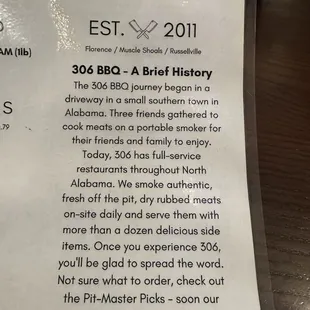 EST. 2011
Florence / Muscle Shoals / Russellville
AM (1lb)
306 BBQ - A Brief History
The 306 BBQ journey began in a
driveway in a small southern town in
Alabama. Three friends gathered to
cook meats on a portable smoker for
their friends and family to enjoy.
S
.79
Today, 306 has full-service
restaurants throughout North
Alabama. We smoke authentic,
fresh off the pit, dry rubbed meats
on-site daily and serve them with
more than a dozen delicious side
items. Once you experience 306,
you'll be glad to spread the word.
Not sure what to order, check out
the Pit-Master Picks - soon our